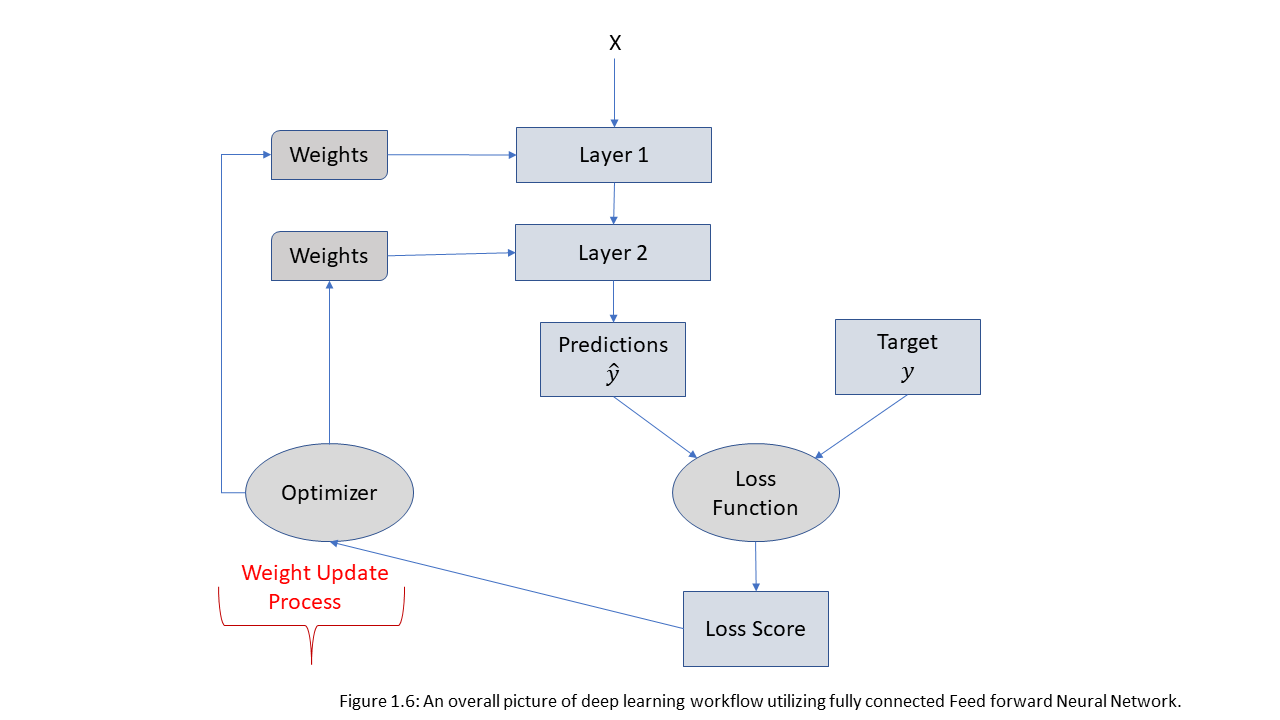 X
Weights
Layer 1
Weights
Layer 2
Predictions
ŷ
Target
y
Optimizer
Loss
Function
Weight Update
Process
Loss Score
Figure 1.6: An overall picture of deep learning workflow utilizing fully connected Feed forward Neural Network.